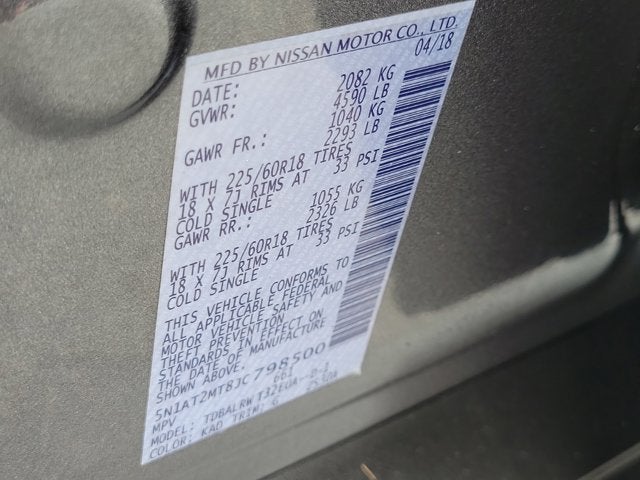 MFD BY NISSAN MOTOR CO., LTD.
DATE: 04/18
GVWR: 2082 KG
4590 LB
GAWR FR.: 1040 KG
2293 LB
WITH 225/60R18 TIRES
18 X 7J RIMS AT 33 PSI
COLD SINGLE
GAWR RR.: 1055 KG
2326 LB
WITH 225/60R18 TIRES
18 X 7J RIMS AT 33 PSI
COLD SINGLE
THIS VEHICLE CONFORMS TO
ALL APPLICABLE FEDERAL
MOTOR VEHICLE SAFETY AND
THEFT PREVENTION
STANDARDS IN EFFECT ON
THE DATE OF MANUFACTURE
SHOWN ABOVE.
5N1AT2MT8JC798500
MPV
MODEL: TDBALRW
COLOR: KAD TRIM: G